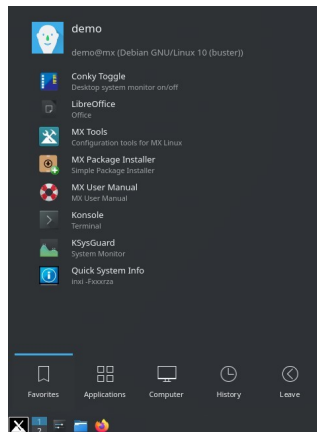 demo
demo@mx (Debian GNU/Linux 10 (buster))
Conky Toggle
Desktop system monitor on/off
LibreOffice
Office
MX Tools
Configuration tools for MX Linux
MX Package Installer
Simple Package Installer
MX User Manual
MX User Manual
Konsole
Terminal
KSysGuard
System Monitor
Quick System Info
inxi -Fxxxrza
Favorites Applications Computer History Leave
1
2